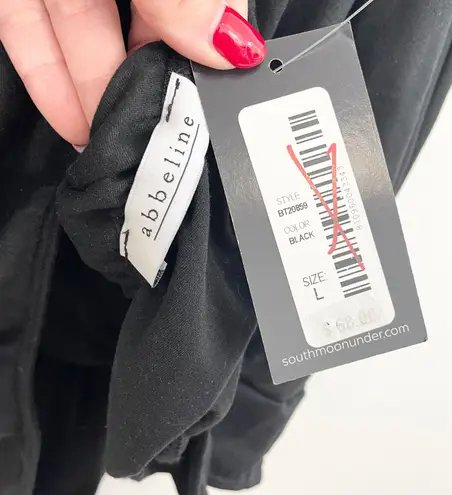 abbeline
STYLE:
BT20859
COLOR:
BLACK
SIZE:
L
$ 68.00
southmoonunder.com